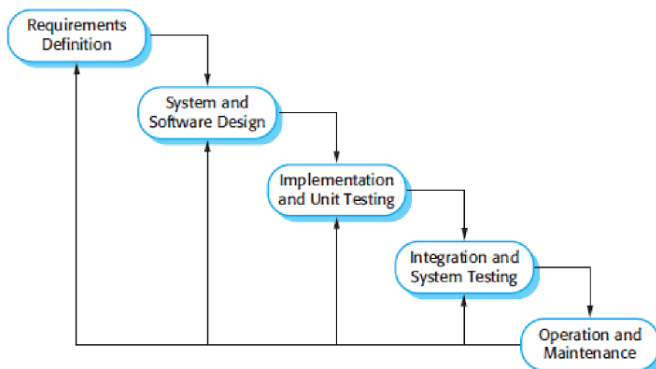 Requirements
Definition
System and
Software Design
Implementation
and Unit Testing
Integration and
System Testing
Operation and
Maintenance